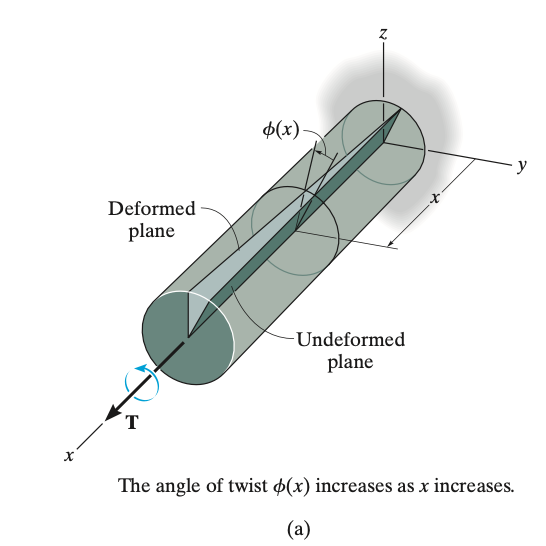 z
ϕ(x)
y
x
Deformed
plane
Undeformed
plane
T
x
The angle of twist ϕ(x) increases as x increases.
(a)